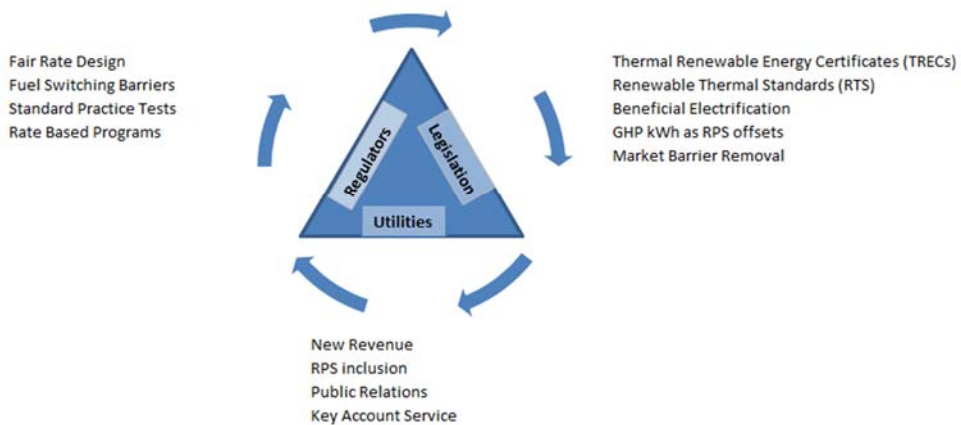 Fair Rate Design
Fuel Switching Barriers
Standard Practice Tests
Rate Based Programs
Thermal Renewable Energy Certificates (TRECs)
Renewable Thermal Standards (RTS)
Beneficial Electrification
GHP kWh as RPS offsets
Market Barrier Removal
Regulators
Legislation
Utilities
New Revenue
RPS inclusion
Public Relations
Key Account Service